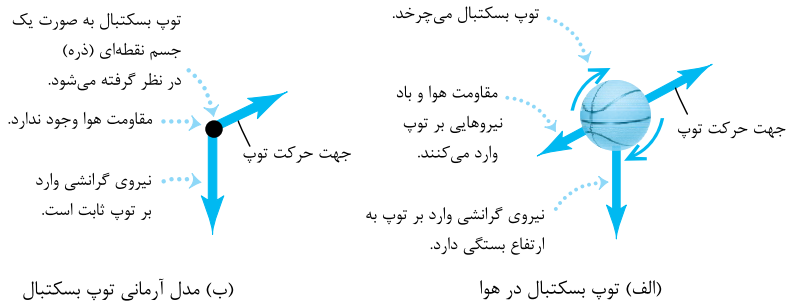 توپ بسکتبال می‌چرخد.
مقاومت هوا و باد
نیروهایی بر توپ
وارد می‌کنند.
جهت حرکت توپ
نیروی گرانشی وارد بر توپ به
ارتفاع بستگی دارد.
(الف) توپ بسکتبال در هوا
توپ بسکتبال به صورت یک
جسم نقطه‌ای (ذره)
در نظر گرفته می‌شود.
مقاومت هوا وجود ندارد.
جهت حرکت توپ
نیروی گرانشی وارد
بر توپ ثابت است.
(ب) مدل آرمانی توپ بسکتبال